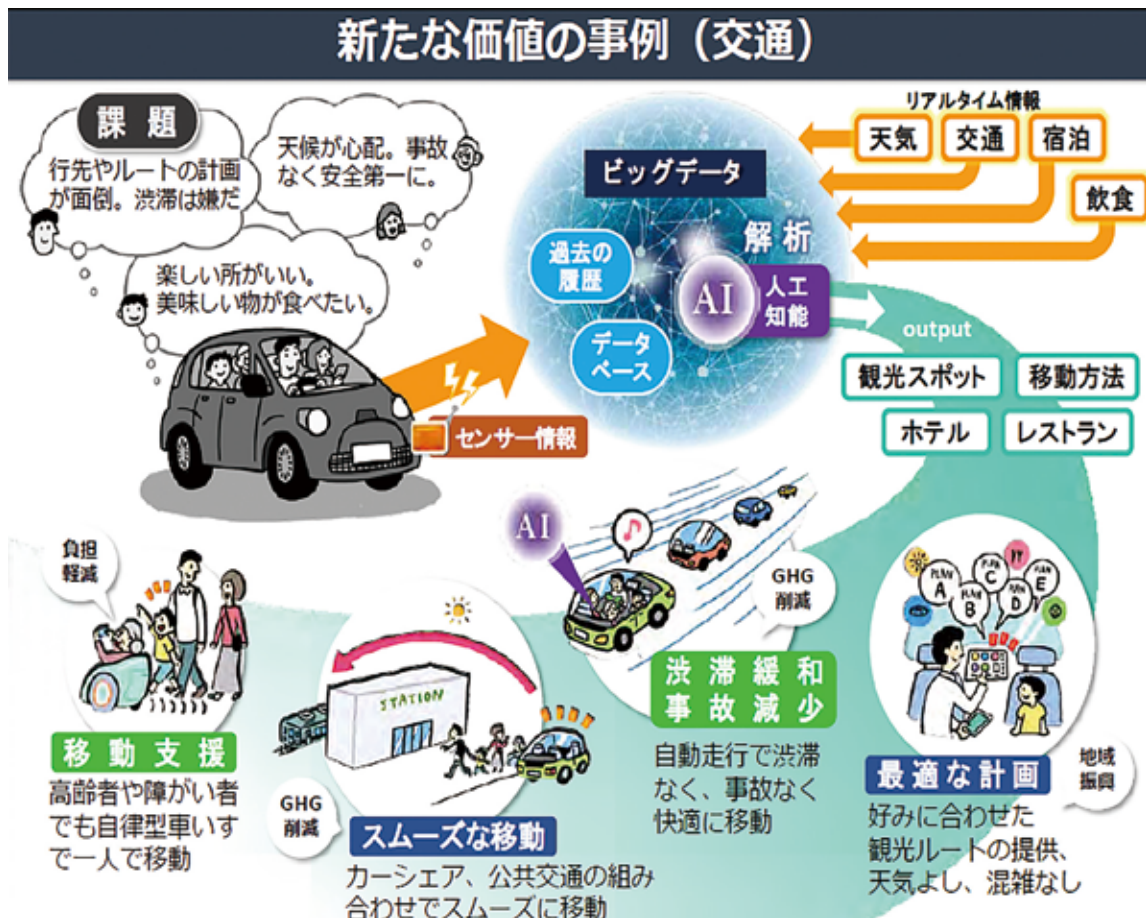 新たな価値の事例（交通）
課題
行先やルートの計画
が面倒。渋滞は嫌だ
天候が心配。事故
なく安全第一に。
楽しい所がいい。
美味しい物が食べたい。
センサー情報
ビッグデータ
過去の
履歴
データ
ベース
解析
AI
人工
知能
リアルタイム情報
天気
交通
宿泊
飲食
output
観光スポット
移動方法
ホテル
レストラン
負担
軽減
移動支援
高齢者や障がい者
でも自律型車いす
で一人で移動
STATION
GHG
削減
スムーズな移動
カーシェア、公共交通の組み
合わせでスムーズに移動
AI
GHG
削減
渋滞緩和
事故減少
自動走行で渋滞
なく、事故なく
快適に移動
PLAN
A
PLAN
B
PLAN
C
PLAN
D
PLAN
E
最適な計画
地域
振興
好みに合わせた
観光ルートの提供、
天気よし、混雑なし